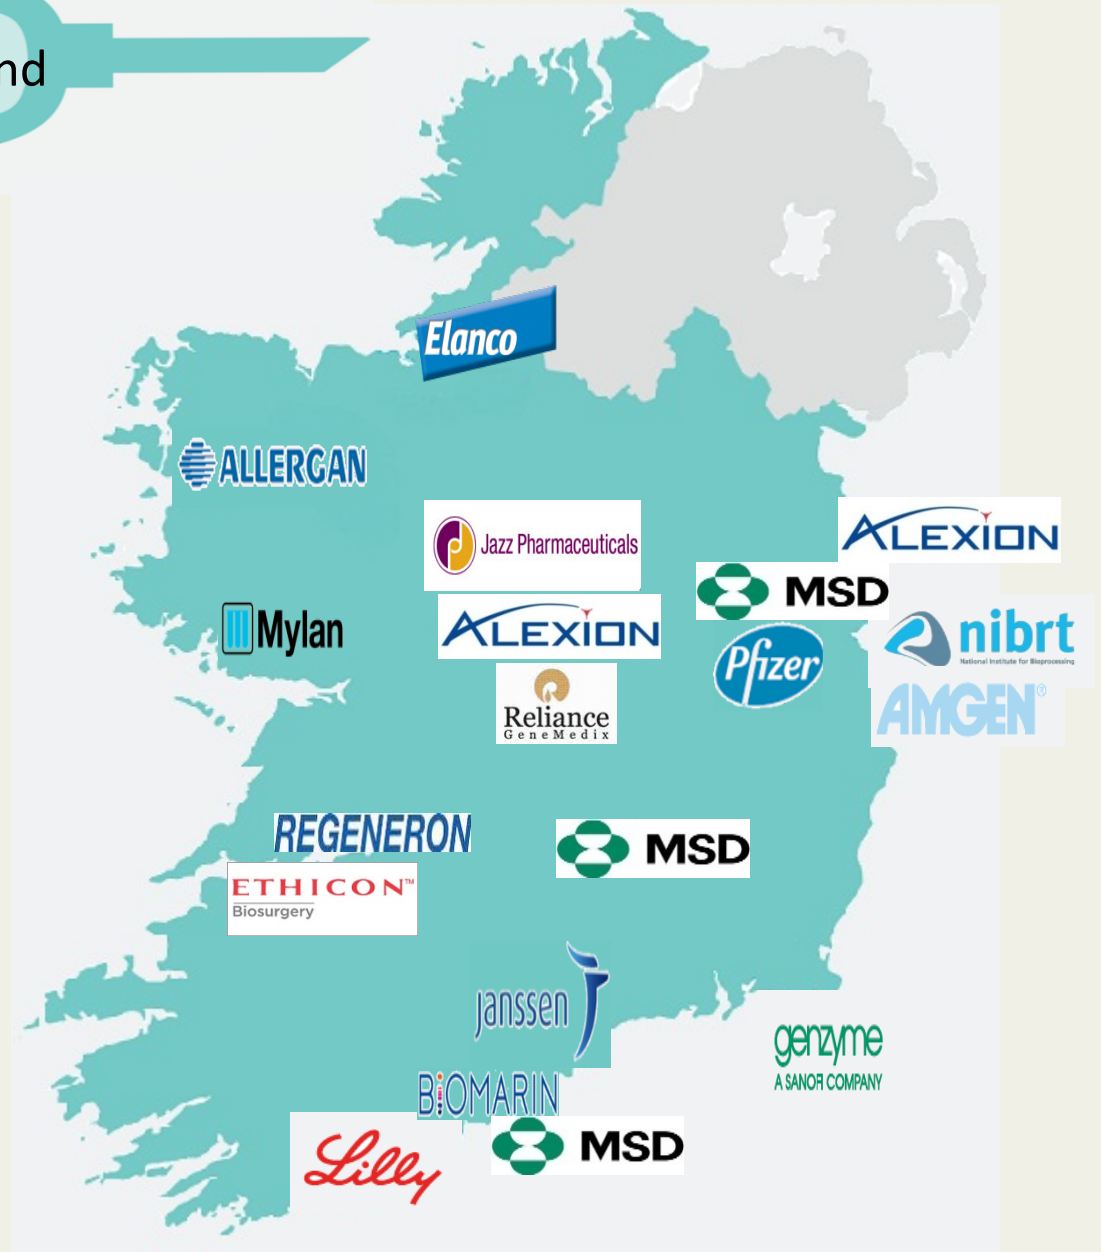 nd
Elanco
ALLERGAN
Jazz Pharmaceuticals
ALEXION
MSD
ALEXION
Mylan
nibrt
National Institute for Bioprocessing
Pfizer
Reliance
GeneMedix
AMGEN®
REGENERON
MSD
ETHICON™
Biosurgery
janssen
genzyme
A SANOFI COMPANY
BiOMARIN
MSD
Lilly